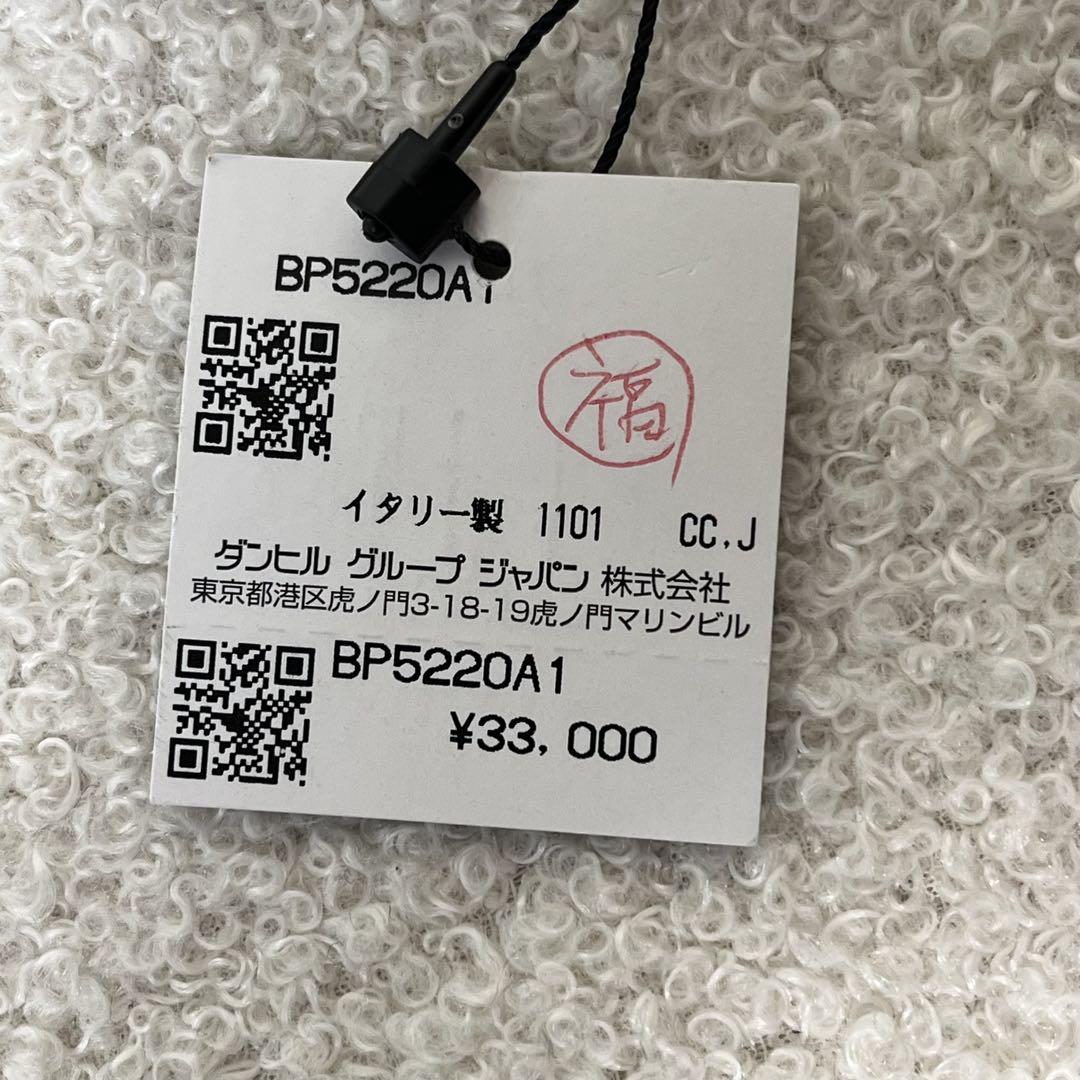 BP5220A1
福
イタリー製 1101 CC,J
ダンヒル グループ ジャパン 株式会社
東京都港区虎ノ門3-18-19虎ノ門マリンビル
BP5220A1
¥33,000